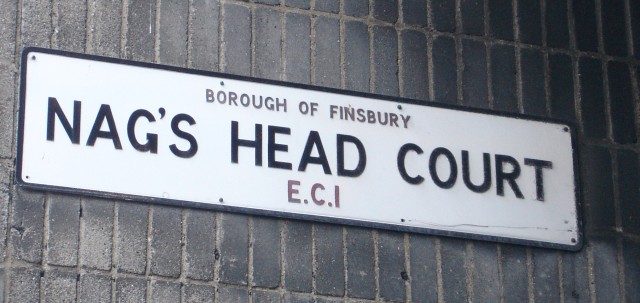 BOROUGH OF FINSBURY
NAG'S HEAD COURT
E.C.1